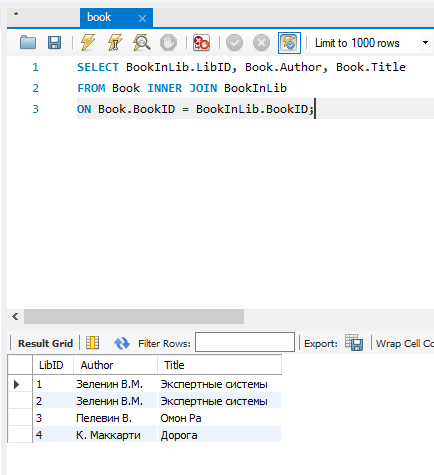 book
Limit to 1000 rows
1 SELECT BookInLib.LibID, Book.Author, Book.Title
2 FROM Book INNER JOIN BookInLib
3 ON Book.BookID = BookInLib.BookID;
Result Grid Filter Rows: Export: Wrap Cell Co
LibID Author Title
1 Зеленин В.М. Экспертные системы
2 Зеленин В.М. Экспертные системы
3 Пелевин В. Омон Ра
4 К. Маккарти Дорога